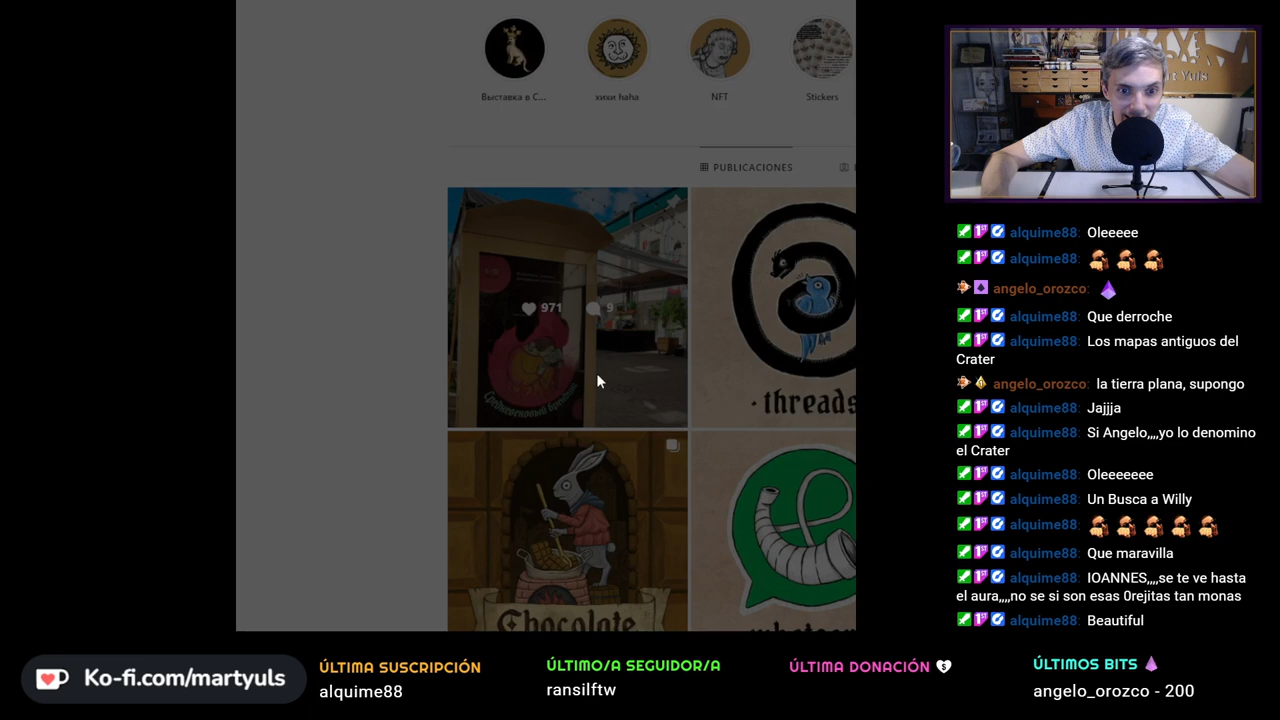 Выставка в С...
хихи haha
NFT
Stickers
PUBLICACIONES
971
9
Средневековый
threads
Chocolate
alquime88: Oleeeee
alquime88:
angelo_orozco:
alquime88: Que derroche
alquime88: Los mapas antiguos del
Crater
angelo_orozco: la tierra plana, supongo
alquime88: Jajjja
alquime88: Si Angelo,,,,yo lo denomino
el Crater
alquime88: Oleeeeeee
alquime88: Un Busca a Willy
alquime88:
alquime88: Que maravilla
alquime88: IOANNES,,,,se te ve hasta
el aura,,,,no se si son esas 0rejitas tan monas
alquime88: Beautiful
Ko-fi.com/martyuls
ÚLTIMA SUSCRIPCIÓN
alquime88
ÚLTIMO/A SEGUIDOR/A
ransilftw
ÚLTIMA DONACIÓN
ÚLTIMOS BITS
angelo_orozco - 200